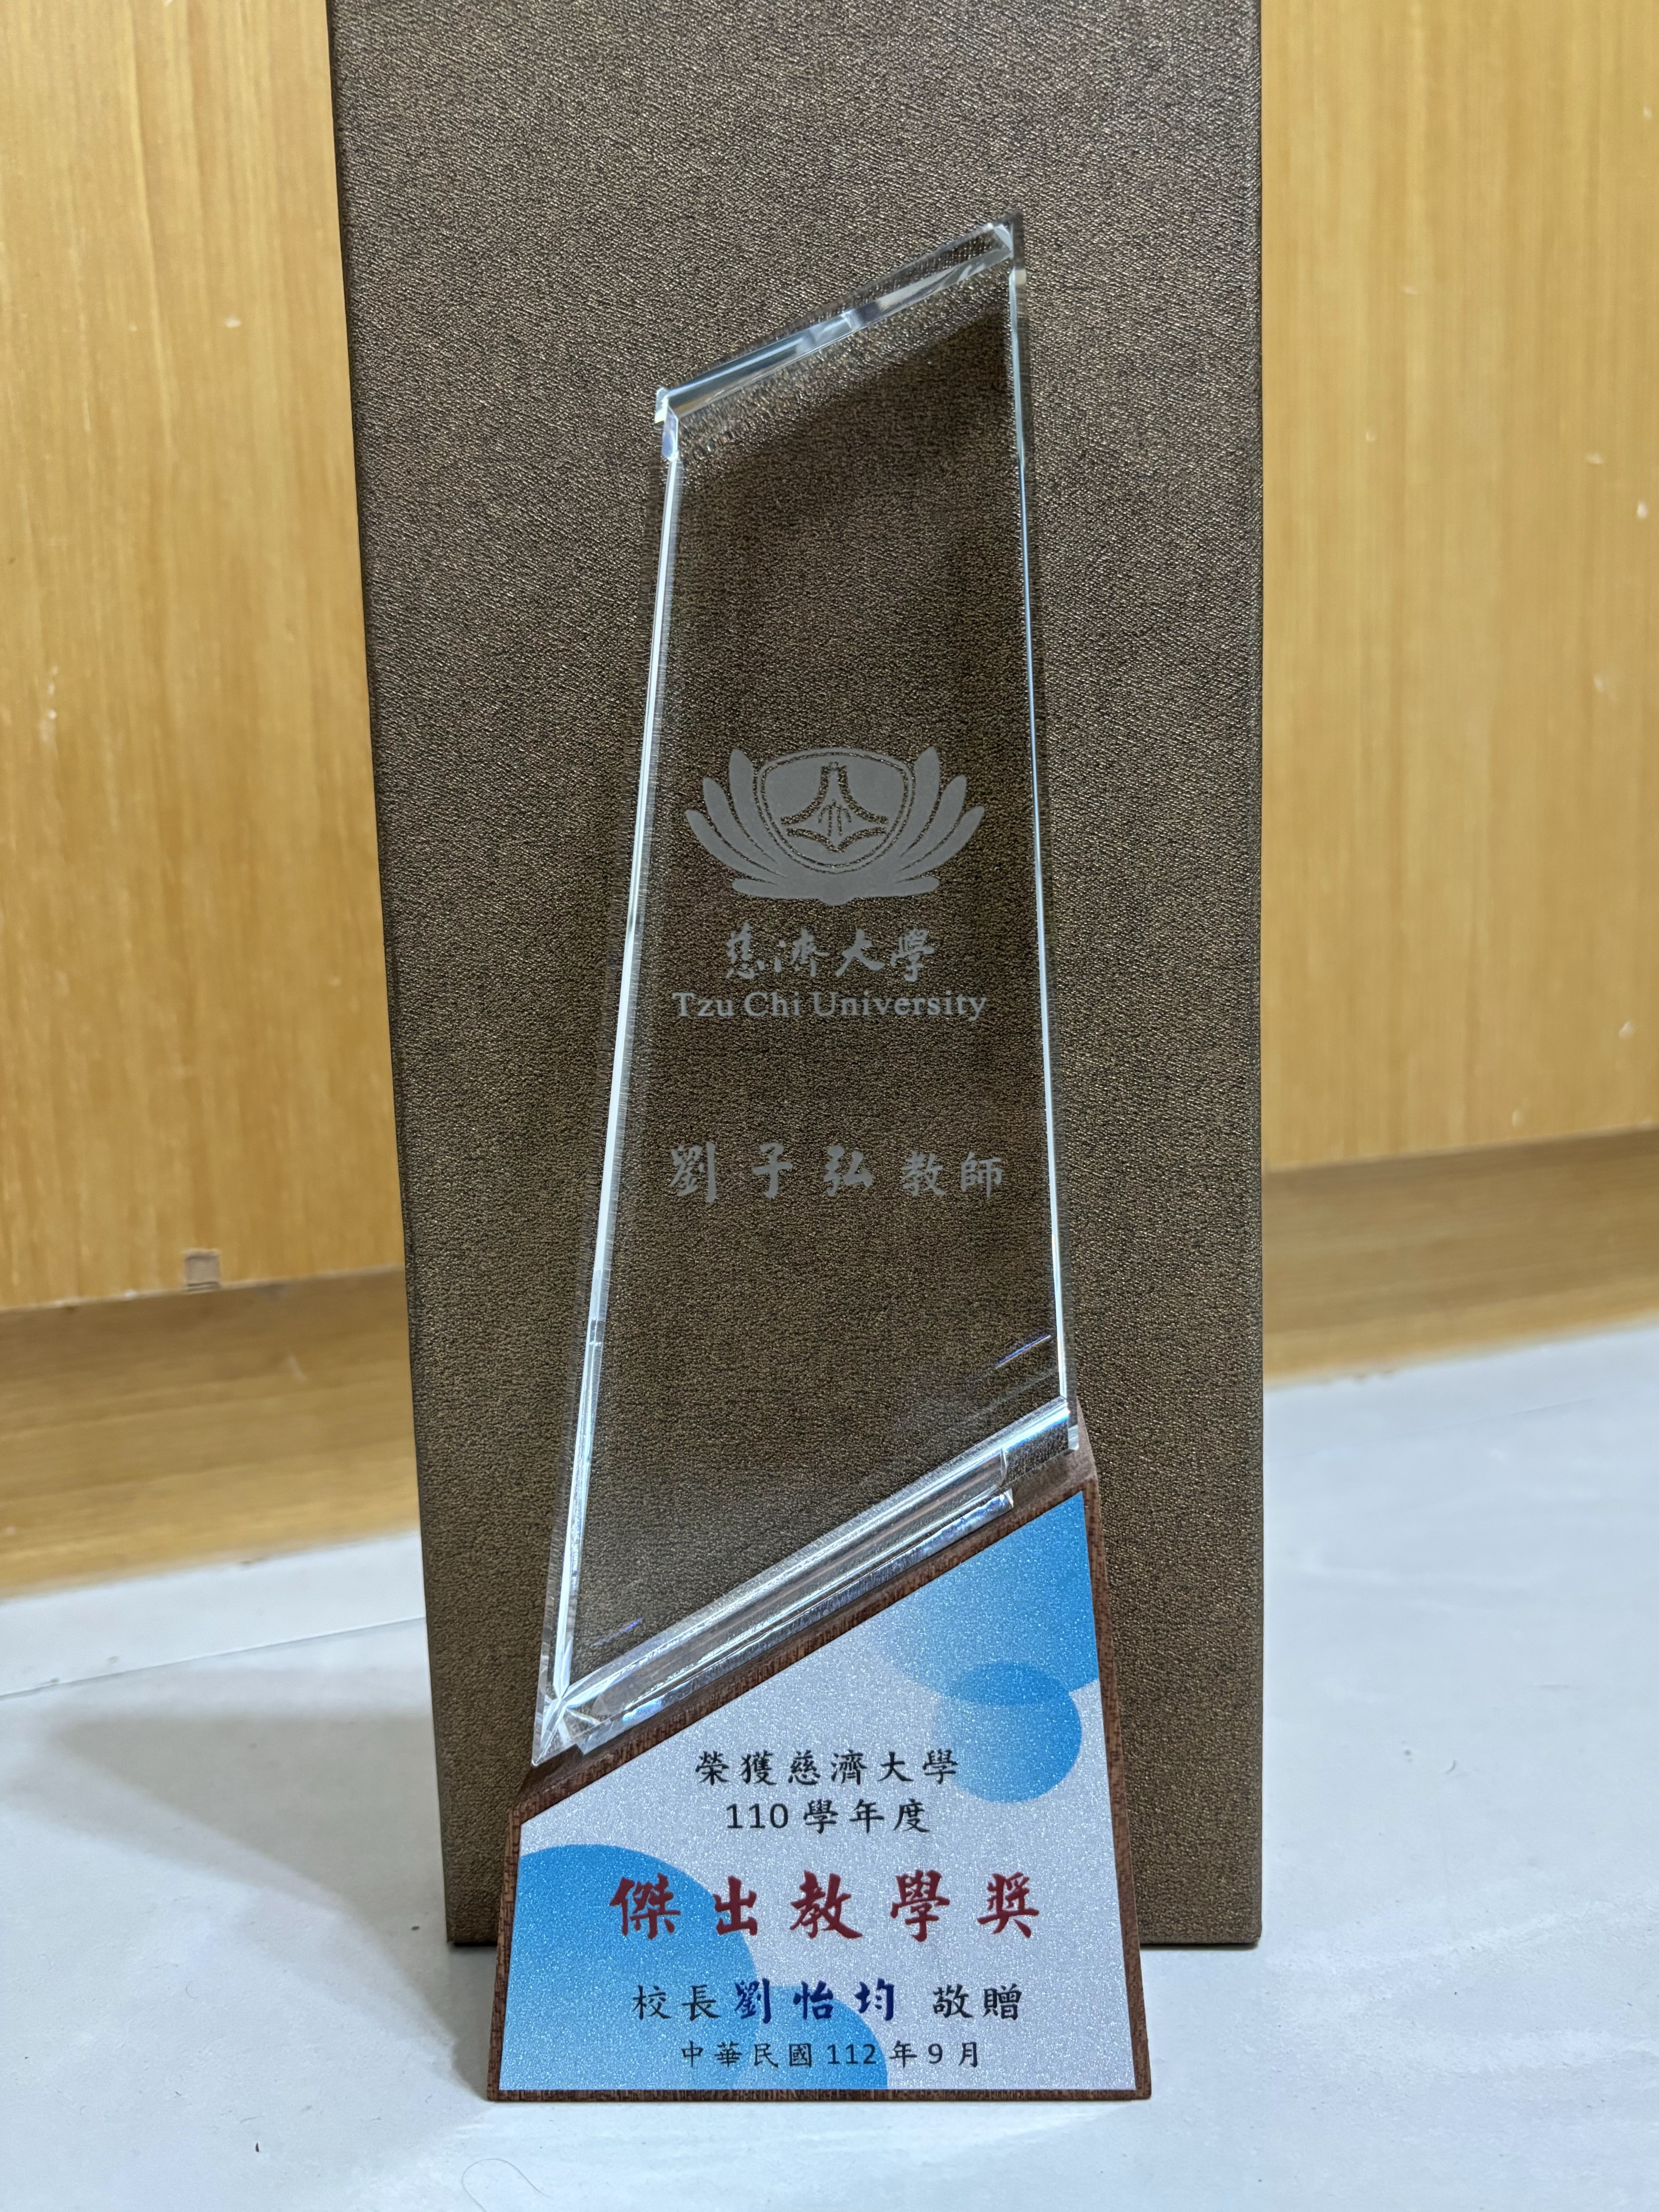 慈濟大學
Tzu Chi University
劉子弘教師
榮獲慈濟大學
110學年度
傑出教學奨
校長劉怡均 敬贈
中華民國112年9月